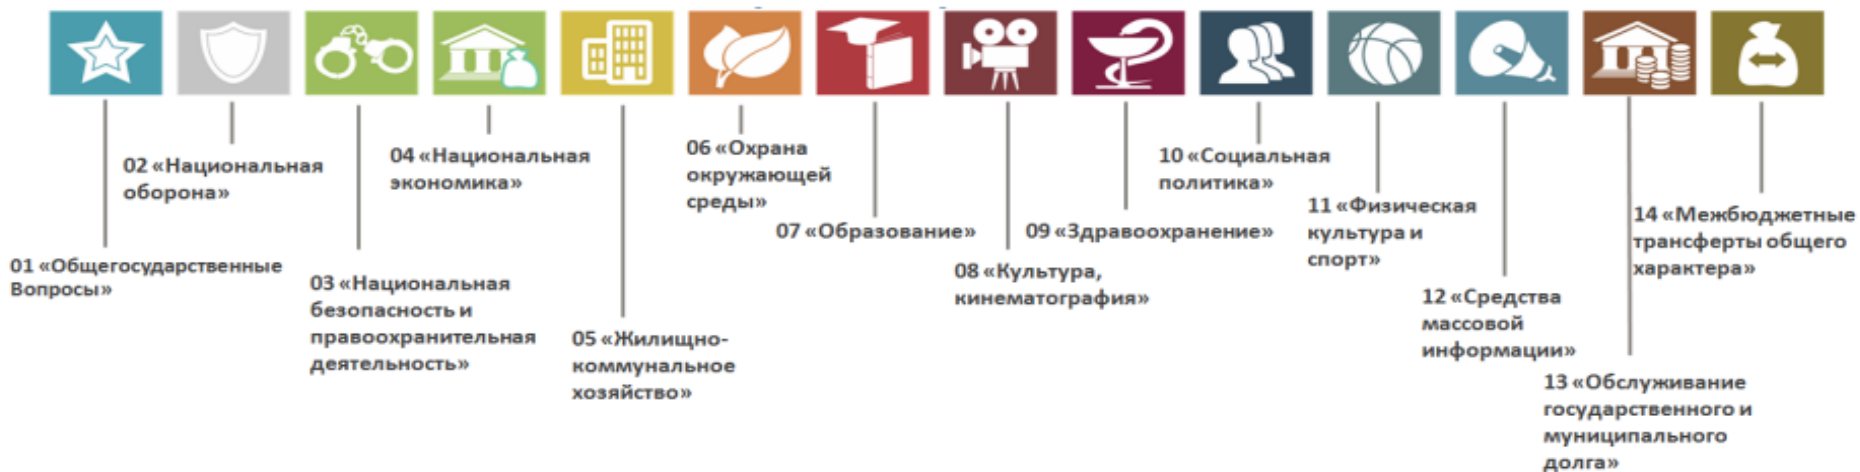 01 «Общегосударственные
Вопросы»
02 «Национальная
оборона»
03 «Национальная
безопасность и
правоохранительная
деятельность»
04 «Национальная
экономика»
05 «Жилищно-
коммунальное
хозяйство»
06 «Охрана
окружающей
среды»
07 «Образование»
08 «Культура,
кинематография»
09 «Здравоохранение»
10 «Социальная
политика»
11 «Физическая
культура и
спорт»
12 «Средства
массовой
информации»
13 «Обслуживание
государственного и
муниципального
долга»
14 «Межбюджетные
трансферты общего
характера»